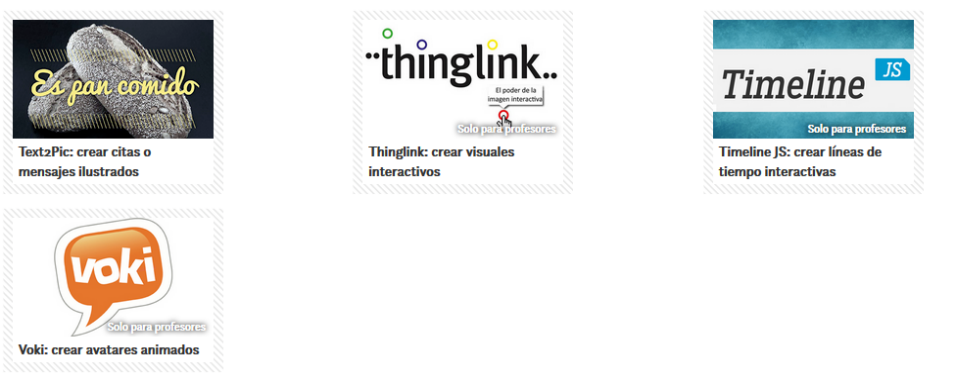 Es pan comido
Text2Pic: crear citas o
mensajes ilustrados
thinglink..
El poder de la
imagen interactiva
Solo para profesores
Thinglink: crear visuales
interactivos
Timeline JS
Solo para profesores
Timeline JS: crear líneas de
tiempo interactivas
voki
Solo para profesores
Voki: crear avatares animados